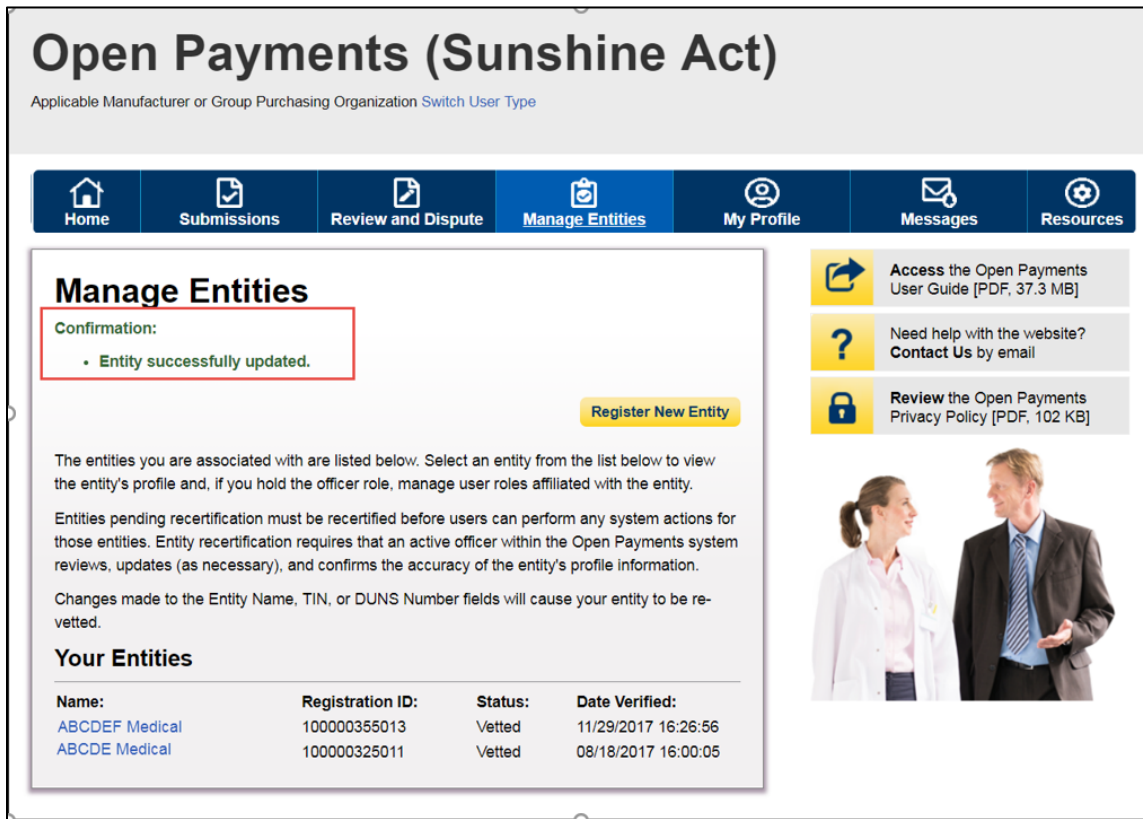 Open Payments (Sunshine Act)
Applicable Manufacturer or Group Purchasing Organization Switch User Type
Home Submissions Review and Dispute Manage Entities My Profile Messages Resources
Manage Entities
Confirmation:
• Entity successfully updated.
Register New Entity
The entities you are associated with are listed below. Select an entity from the list below to view
the entity's profile and, if you hold the officer role, manage user roles affiliated with the entity.
Entities pending recertification must be recertified before users can perform any system actions for
those entities. Entity recertification requires that an active officer within the Open Payments system
reviews, updates (as necessary), and confirms the accuracy of the entity's profile information.
Changes made to the Entity Name, TIN, or DUNS Number fields will cause your entity to be re-
vetted.
Your Entities
Name: Registration ID: Status: Date Verified:
ABCDEF Medical 100000355013 Vetted 11/29/2017 16:26:56
ABCDE Medical 100000325011 Vetted 08/18/2017 16:00:05
Access the Open Payments
User Guide [PDF, 37.3 MB]
? Need help with the website?
Contact Us by email
Review the Open Payments
Privacy Policy [PDF, 102 KB]